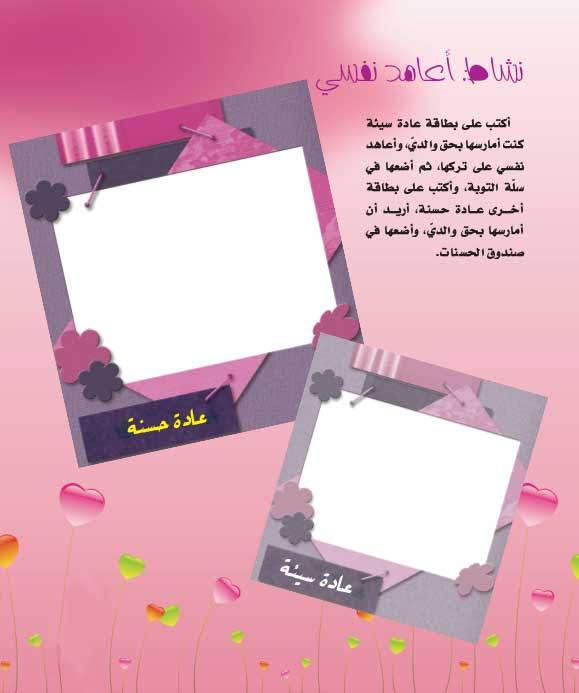 نشاط: أعاهد نفسي
أكتب على بطاقة عادة سيئة
كنت أمارسها بحق والديّ، وأعاهد
نفسي على تركها، ثم أضعها في
سلّة التوبة، وأكتب على بطاقة
أخرى عادة حسنة، أريد أن
أمارسها بحق والديّ، وأضعها في
صندوق الحسنات.
عادة حسنة
عادة سيئة